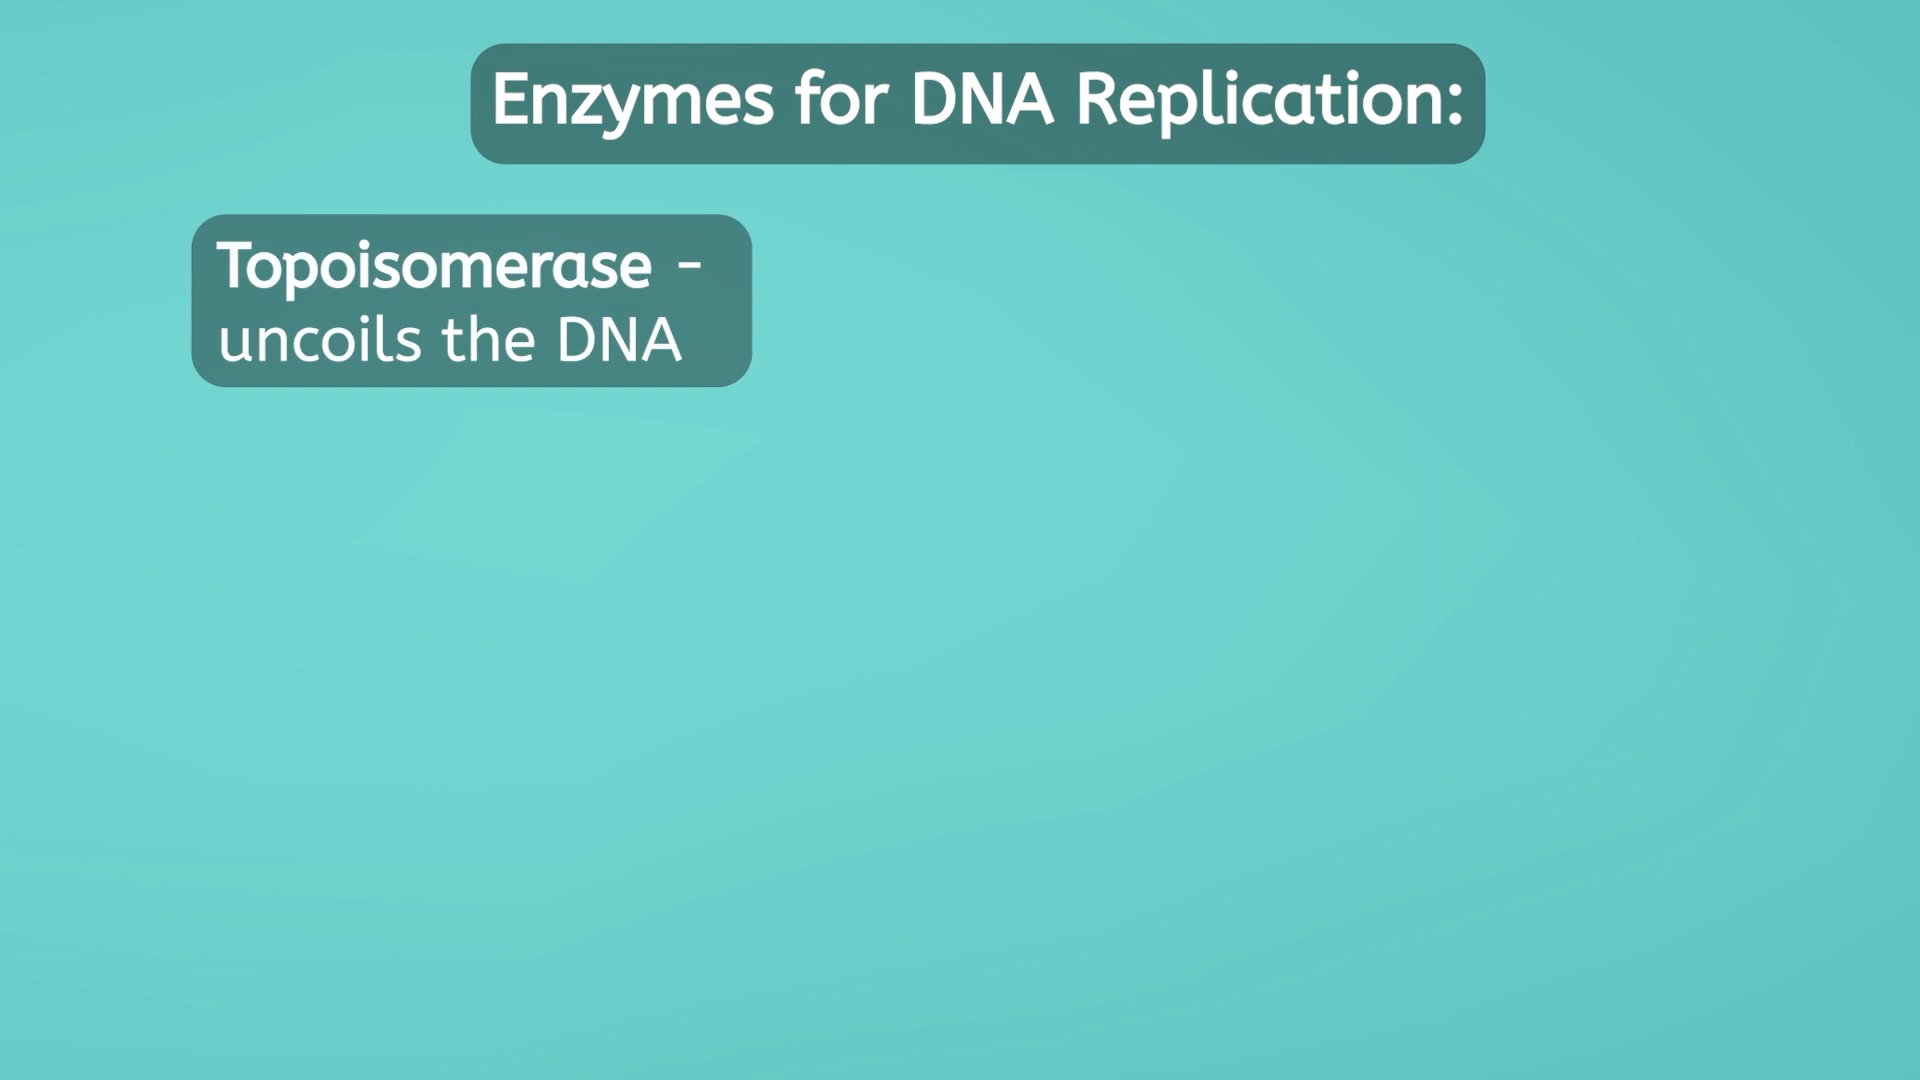 Enzymes for DNA Replication:
Topoisomerase -
uncoils the DNA